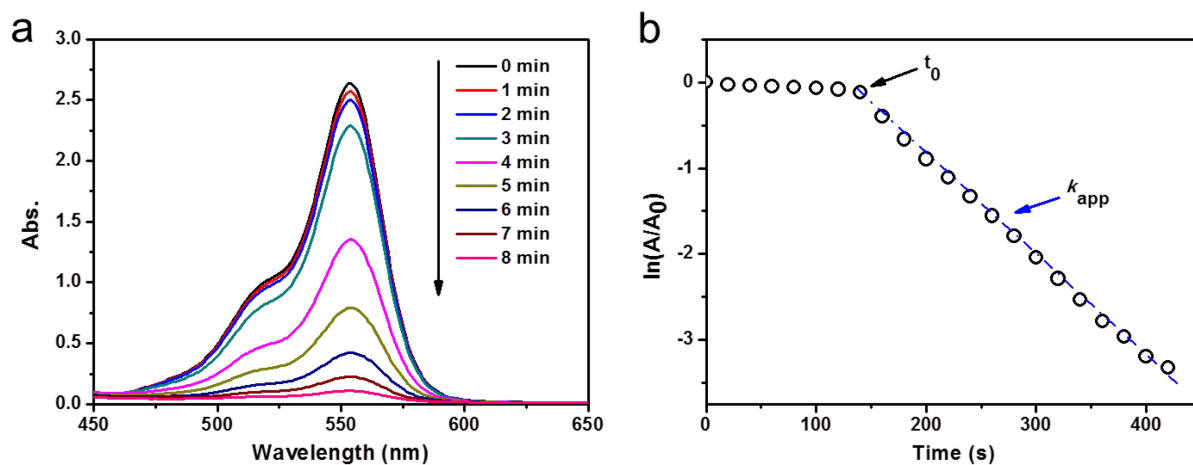 a
3.0
2.5
2.0
1.5
1.0
0.5
0.0
Abs.
450 500 550 600 650
Wavelength (nm)
0 min
1 min
2 min
3 min
4 min
5 min
6 min
7 min
8 min
b
0
-1
-2
-3
ln(A/A0)
0 100 200 300 400
Time (s)
t0
kapp